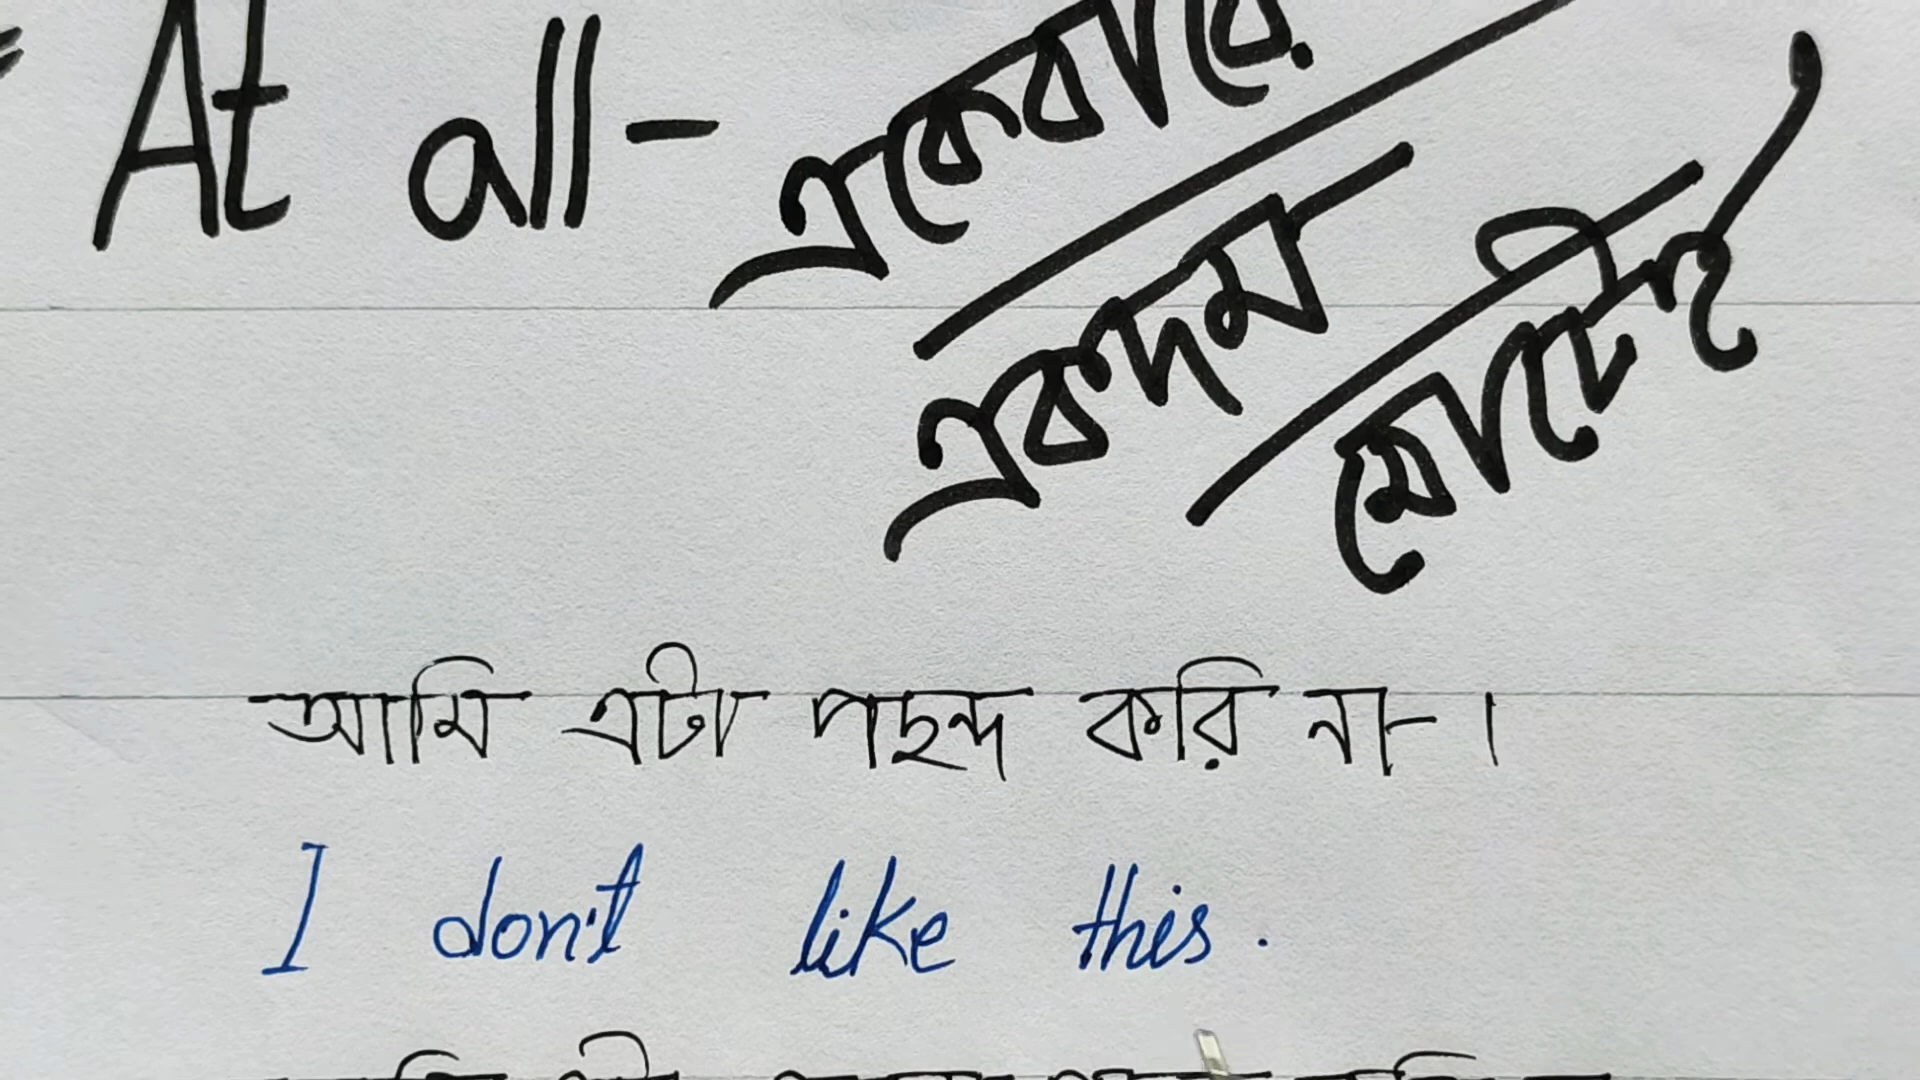 At all - একেবারে
একদম
মোটেই
আমি এটা পছন্দ করি না।
I don't like this.